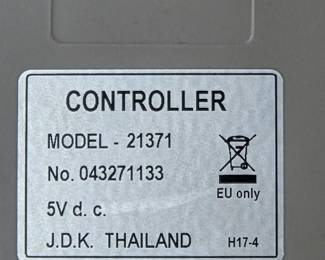 CONTROLLER
MODEL - 21371
No. 043271133
EU only
5V d. c.
J.D.K. THAILAND
H17-4